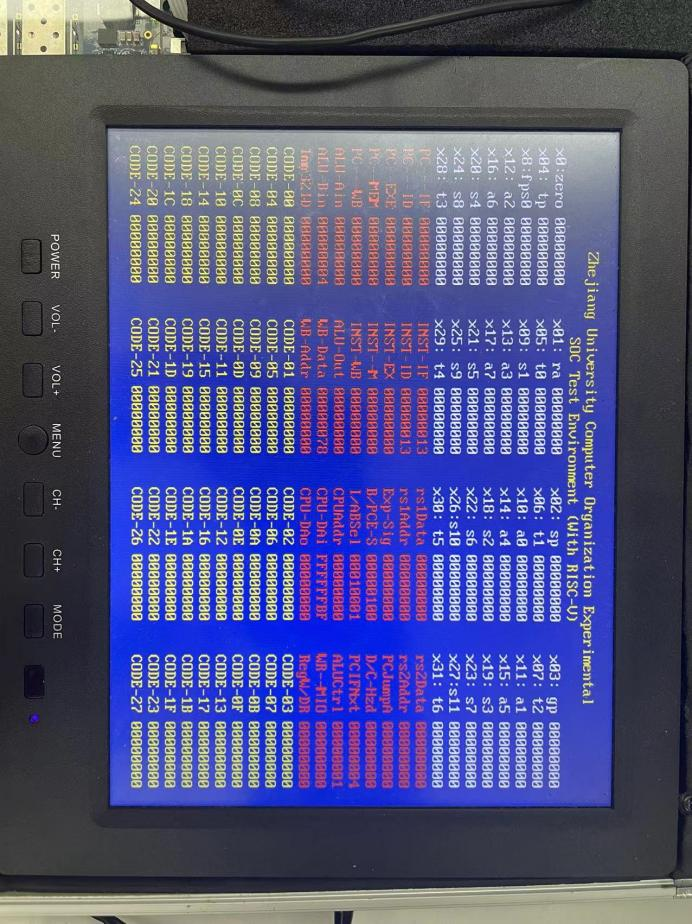 Zhejiang University Computer Organization Experimental
SOC Test Environment (With RISC-V)
x0:zero 00000000 x01: ra 00000000 x02: sp 00000000 x03: gp 00000000
x04: tp 00000000 x05: t0 00000000 x06: t1 00000000 x07: t2 00000000
x8:fps0 00000000 x09: s1 00000000 x10: a0 00000000 x11: a1 00000000
x12: a2 00000000 x13: a3 00000000 x14: a4 00000000 x15: a5 00000000
x16: a6 00000000 x17: a7 00000000 x18: s2 00000000 x19: s3 00000000
x20: s4 00000000 x21: s5 00000000 x22: s6 00000000 x23: s7 00000000
x24: s8 00000000 x25: s9 00000000 x26:s10 00000000 x27:s11 00000000
x28: t3 00000000 x29: t4 00000000 x30: t5 00000000 x31: t6 00000000
PC---IF 00000000 INST-IF 00000013 rs1Data 00000000 rs2Data 00000000
PC---ID 00000000 INST-ID 00000013 rs1Addr 00000000 rs2Addr 00000000
PC--EXE 00000000 INST-EX 00000000 Exp-Sig 00000000 PCJumpA 00000000
PC--MEM 00000000 INST--M 00000000 B/PCE-S 00000100 D/C-Hzd 00000000
PC---WB 00000000 INST-WB 00000000 I/ABSel 00010001 PCIFNxt 00000004
ALU-Ain 00000000 ALU-Out 00000000 CPUAddr 00000000 ALUCtrl 00000001
ALU-Bin 00000004 WB-Data CPU-DAi FFFFFFBF WR--MIO 00000000
Imm32ID 00000000 WB-Addr 00000000 CPU-DAo 00000000 RegW/DR 00000000
CODE-00 00000000 CODE-01 00000000 CODE-02 00000000 CODE-03 00000000
CODE-04 00000000 CODE-05 00000000 CODE-06 00000000 CODE-07 00000000
CODE-08 00000000 CODE-09 00000000 CODE-0A 00000000 CODE-0B 00000000
CODE-0C 00000000 CODE-0D 00000000 CODE-0E 00000000 CODE-0F 00000000
CODE-10 00000000 CODE-11 00000000 CODE-12 00000000 CODE-13 00000000
CODE-14 00000000 CODE-15 00000000 CODE-16 00000000 CODE-17 00000000
CODE-18 00000000 CODE-19 00000000 CODE-1A 00000000 CODE-1B 00000000
CODE-1C 00000000 CODE-1D 00000000 CODE-1E 00000000 CODE-1F 00000000
CODE-20 00000000 CODE-21 00000000 CODE-22 00000000 CODE-23 00000000
CODE-24 00000000 CODE-25 00000000 CODE-26 00000000 CODE-27 00000000
POWER VOL- VOL+ MENU CH- CH+ MODE